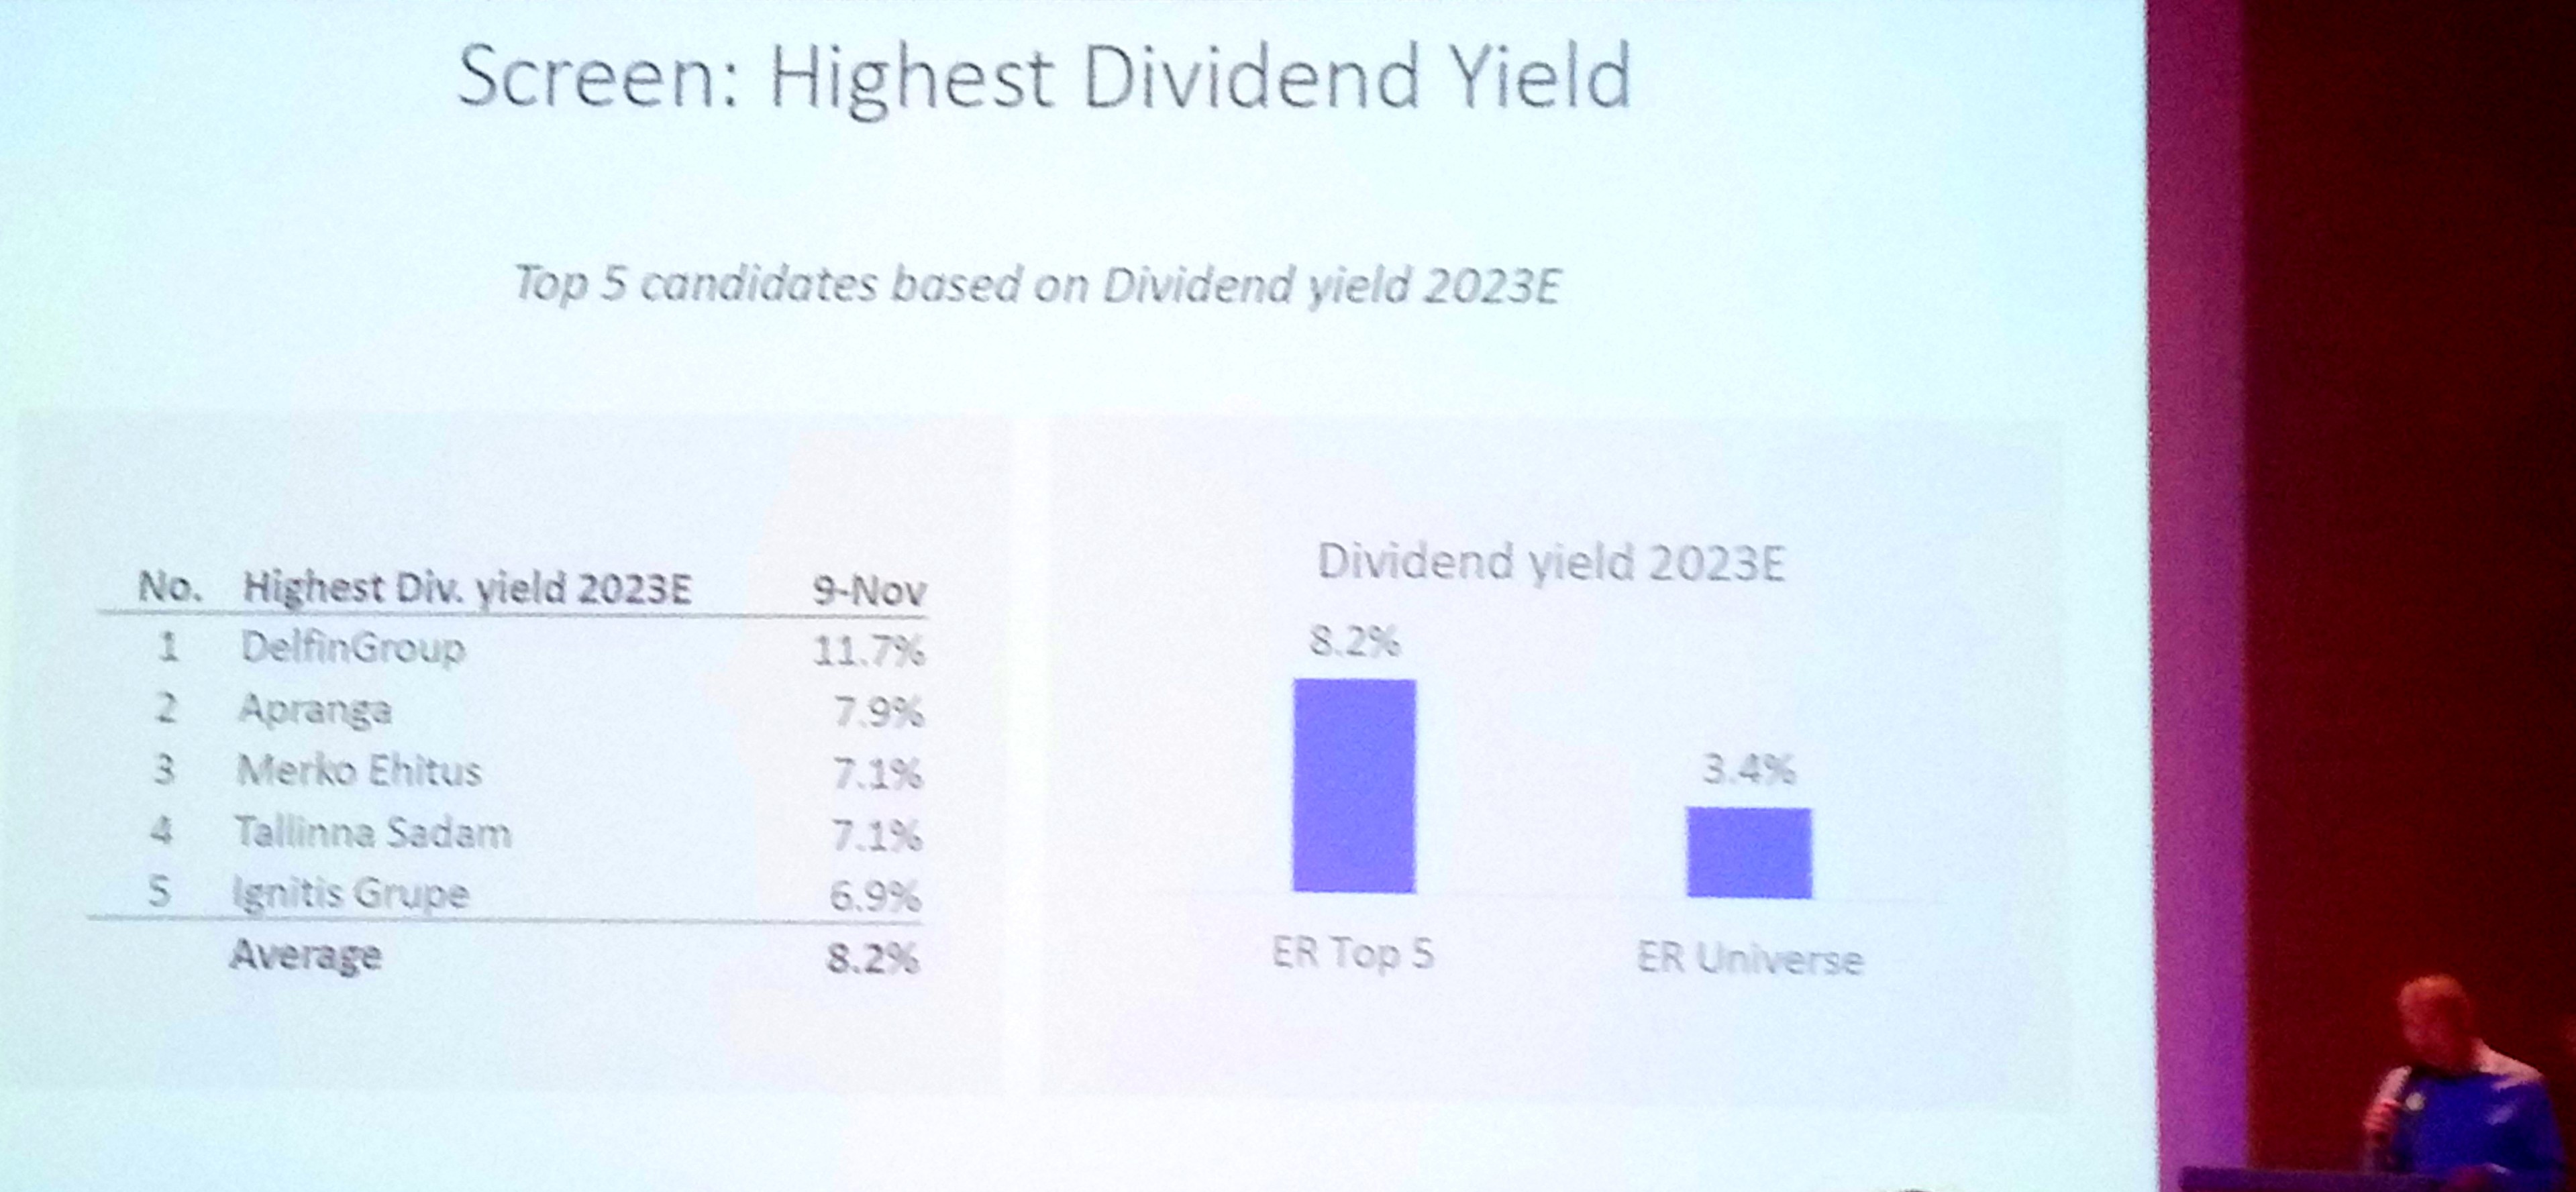 Screen: Highest Dividend Yield
Top 5 candidates based on Dividend yield 2023E
No. Highest Div. yield 2023E 9-Nov
1 DelfinGroup 11.7%
2 Apranga 7.9%
3 Merko Ehitus 7.1%
4 Tallinna Sadam 7.1%
5 Ignitis Grupe 6.9%
Average 8.2%
Dividend yield 2023E
8.2%
3.4%
ER Top 5 ER Universe